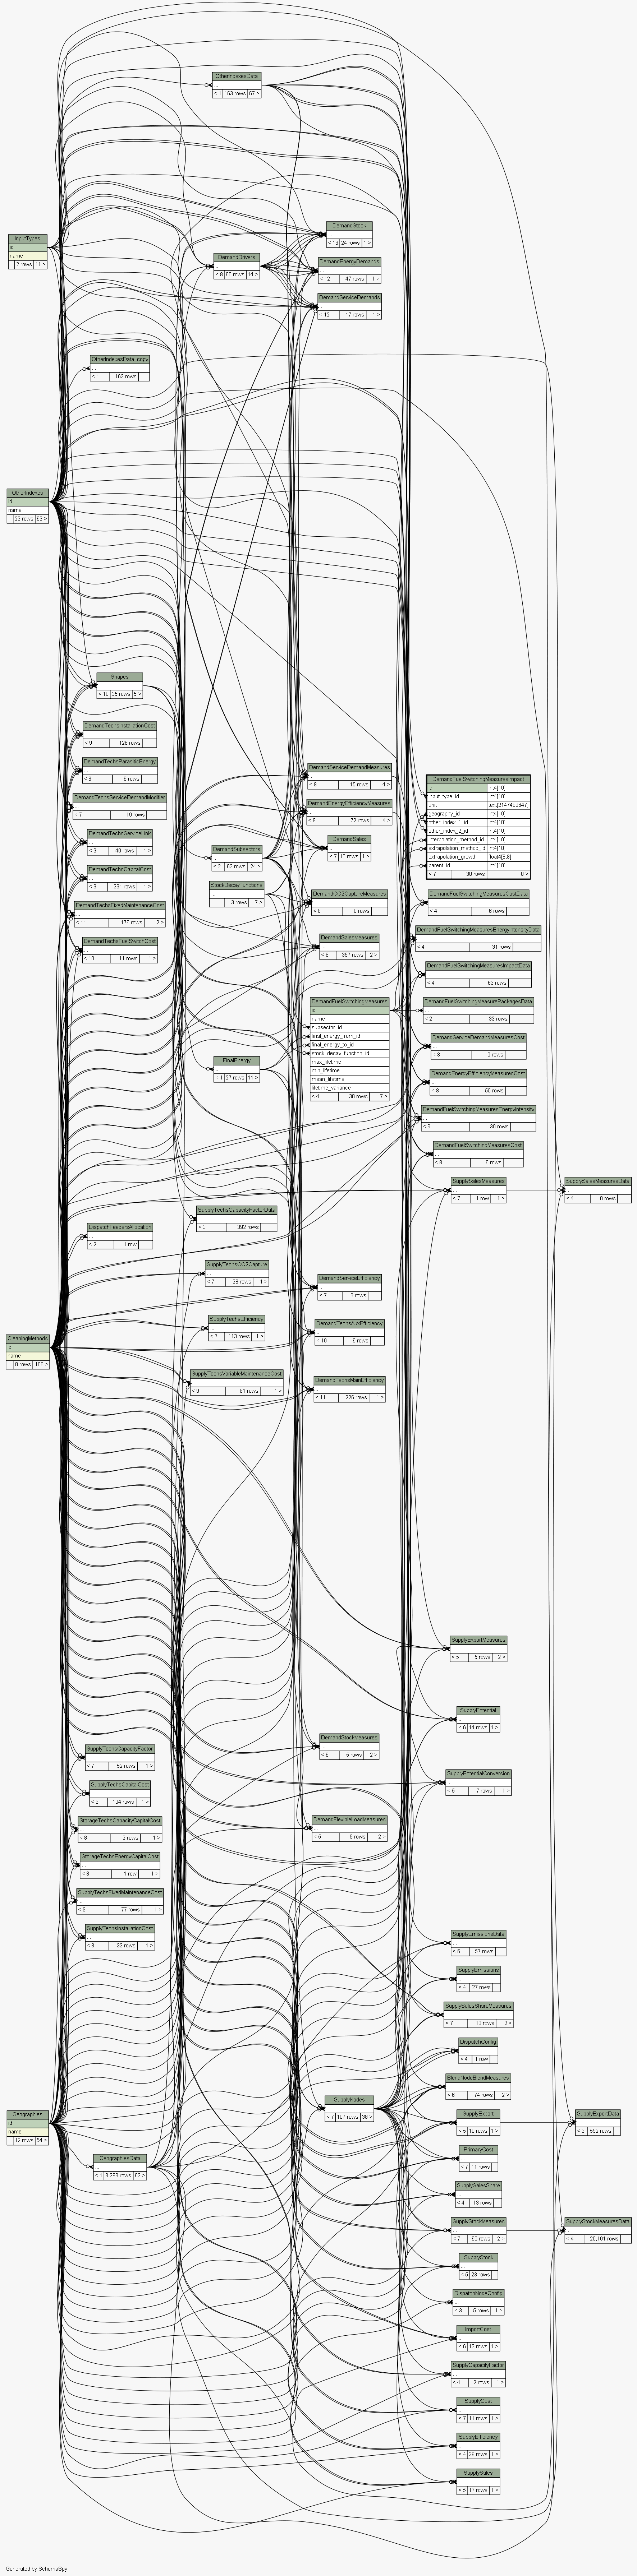 OtherIndexesData
< 1 163 rows 67 >
DemandStock
< 13 24 rows 1 >
InputTypes
id
name
2 rows 11 >
DemandDrivers
< 8 60 rows 14 >
DemandEnergyDemands
< 12 47 rows 1 >
DemandServiceDemands
< 12 17 rows 1 >
OtherIndexesData_copy
< 1 163 rows
OtherIndexes
id
name
28 rows 83 >
Shapes
< 10 35 rows 5 >
DemandTechsInstallationCost
< 9 126 rows
DemandTechsParasiticEnergy
< 8 6 rows
DemandTechsServiceDemandModifier
< 7 19 rows
DemandTechsServiceLink
< 8 40 rows 1 >
DemandTechsCapitalCost
< 9 231 rows 1 >
DemandTechsFixedMaintenanceCost
< 11 176 rows 2 >
DemandTechsFuelSwitchCost
< 10 11 rows 1 >
DemandServiceDemandMeasures
< 8 15 rows 4 >
DemandEnergyEfficiencyMeasures
< 8 72 rows 4 >
DemandSales
< 7 10 rows 1 >
DemandSubsectors
< 2 63 rows 24 >
StockDecayFunctions
3 rows 7 >
DemandCO2CaptureMeasures
< 6 0 rows
DemandSalesMeasures
< 8 357 rows 2 >
DemandFuelSwitchingMeasuresImpact
id int4[10]
input_type_id int4[10]
unit text[2147483647]
geography_id int4[10]
other_index_1_id int4[10]
other_index_2_id int4[10]
interpolation_method_id int4[10]
extrapolation_method_id int4[10]
extrapolation_growth float4[8,8]
parent_id int4[10]
< 7 30 rows 0 >
DemandFuelSwitchingMeasuresCostData
< 4 6 rows
DemandFuelSwitchingMeasuresEnergyIntensityData
< 4 31 rows
DemandFuelSwitchingMeasuresImpactData
< 4 63 rows
DemandFuelSwitchingMeasurePackagesData
< 2 33 rows
DemandFuelSwitchingMeasures
id
name
subsector_id
final_energy_from_id
final_energy_to_id
stock_decay_function_id
max_lifetime
min_lifetime
mean_lifetime
lifetime_variance
< 4 30 rows 7 >
DemandServiceDemandMeasuresCost
< 8 0 rows
DemandEnergyEfficiencyMeasuresCost
< 8 55 rows
DemandFuelSwitchingMeasuresEnergyIntensity
< 6 30 rows
DemandFuelSwitchingMeasuresCost
< 8 6 rows
FinalEnergy
< 1 27 rows 11 >
SupplySalesMeasures
< 7 1 row 1 >
SupplySalesMeasuresData
< 4 0 rows
SupplyTechsCapacityFactorData
< 3 392 rows
DispatchFeedersAllocation
< 2 1 row
SupplyTechsCO2Capture
< 7 26 rows 1 >
DemandServiceEfficiency
< 7 3 rows
SupplyTechsEfficiency
< 7 113 rows 1 >
DemandTechsAuxEfficiency
< 10 6 rows
CleaningMethods
id
name
9 rows 108 >
SupplyTechsVariableMaintenanceCost
< 9 61 rows 1 >
DemandTechsMainEfficiency
< 11 226 rows 1 >
SupplyExportMeasures
< 5 5 rows 2 >
SupplyPotential
< 6 14 rows 1 >
DemandStockMeasures
< 6 5 rows 2 >
SupplyTechsCapacityFactor
< 7 52 rows 1 >
SupplyPotentialConversion
< 5 7 rows 1 >
SupplyTechsCapitalCost
< 9 104 rows 1 >
DemandFlexibleLoadMeasures
< 5 9 rows 2 >
StorageTechsCapacityCapitalCost
< 8 2 rows 1 >
StorageTechsEnergyCapitalCost
< 8 1 row 1 >
SupplyTechsFixedMaintenanceCost
< 9 77 rows 1 >
SupplyTechsInstallationCost
< 8 33 rows 1 >
SupplyEmissionsData
< 6 57 rows
SupplyEmissions
< 4 27 rows
SupplySalesShareMeasures
< 7 18 rows 2 >
DispatchConfig
< 4 1 row
BlendNodeBlendMeasures
< 6 74 rows 2 >
Geographies
id
name
12 rows 54 >
SupplyNodes
< 7 107 rows 38 >
SupplyExport
< 5 10 rows 1 >
SupplyExportData
< 3 592 rows
GeographiesData
< 1 3,293 rows 62 >
PrimaryCost
< 7 11 rows
SupplySalesShare
< 4 13 rows
SupplyStockMeasures
< 7 60 rows 2 >
SupplyStockMeasuresData
< 4 20,101 rows
SupplyStock
< 5 23 rows
DispatchNodeConfig
< 3 5 rows 1 >
ImportCost
< 6 13 rows 1 >
SupplyCapacityFactor
< 4 2 rows 1 >
SupplyCost
< 7 11 rows 1 >
SupplyEfficiency
< 4 29 rows 1 >
SupplySales
< 5 17 rows 1 >
Generated by SchemaSpy